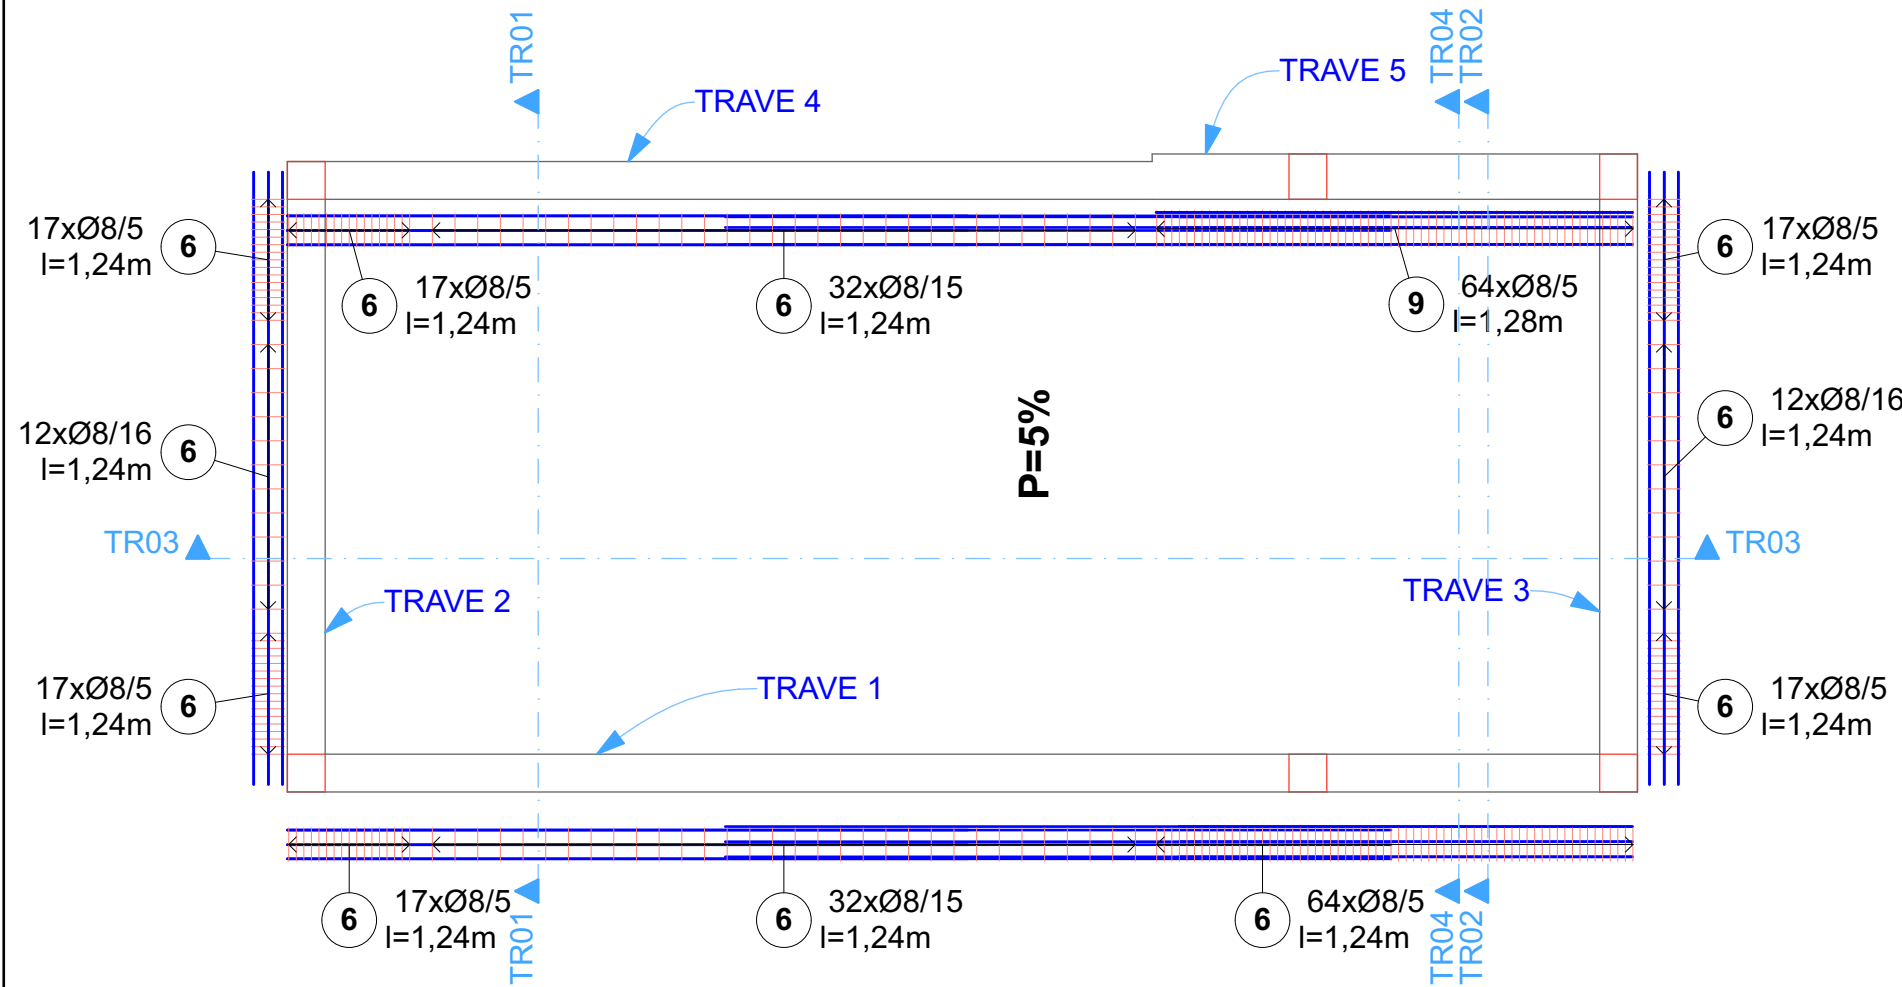 TR01
TR04
TR02
TRAVE 4
TRAVE 5
17xØ8/5
l=1,24m
6
6
17xØ8/5
l=1,24m
6
17xØ8/5
l=1,24m
6
32xØ8/15
l=1,24m
9
64xØ8/5
l=1,28m
12xØ8/16
l=1,24m
6
P=5%
6
12xØ8/16
l=1,24m
TR03
TR03
TRAVE 2
TRAVE 3
17xØ8/5
l=1,24m
6
TRAVE 1
6
17xØ8/5
l=1,24m
6
17xØ8/5
l=1,24m
6
32xØ8/15
l=1,24m
6
64xØ8/5
l=1,24m
TR01
TR04
TR02